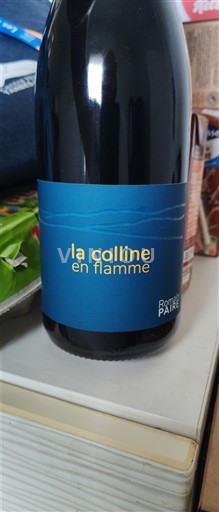 la colline
en flamme
Romain
PAIRE